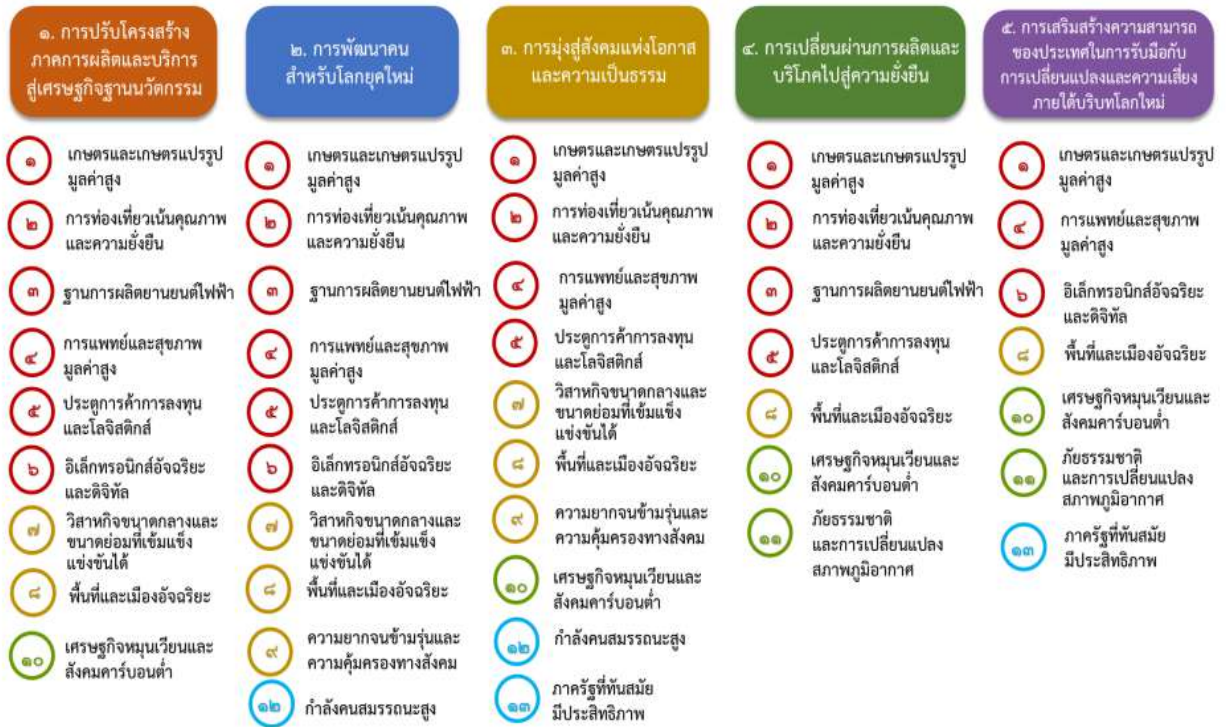 ๑. การปรับโครงสร้าง
ภาคการผลิตและบริการ
สู่เศรษฐกิจฐานนวัตกรรม
๑
เกษตรและเกษตรแปรรูป
มูลค่าสูง
๒
การท่องเที่ยวเน้นคุณภาพ
และความยั่งยืน
๓
ฐานการผลิตยานยนต์ไฟฟ้า
๔
การแพทย์และสุขภาพ
มูลค่าสูง
๕
ประตูการค้าการลงทุน
และโลจิสติกส์
๖
อิเล็กทรอนิกส์อัจฉริยะ
และดิจิทัล
๗
วิสาหกิจขนาดกลางและ
ขนาดย่อมที่เข้มแข็ง
แข่งขันได้
๘
พื้นที่และเมืองอัจฉริยะ
๑๐
เศรษฐกิจหมุนเวียนและ
สังคมคาร์บอนต่ำ
๒. การพัฒนาคน
สำหรับโลกยุคใหม่
๑
เกษตรและเกษตรแปรรูป
มูลค่าสูง
๒
การท่องเที่ยวเน้นคุณภาพ
และความยั่งยืน
๓
ฐานการผลิตยานยนต์ไฟฟ้า
๔
การแพทย์และสุขภาพ
มูลค่าสูง
๕
ประตูการค้าการลงทุน
และโลจิสติกส์
๖
อิเล็กทรอนิกส์อัจฉริยะ
และดิจิทัล
๗
วิสาหกิจขนาดกลางและ
ขนาดย่อมที่เข้มแข็ง
แข่งขันได้
๘
พื้นที่และเมืองอัจฉริยะ
๙
ความยากจนข้ามรุ่นและ
ความคุ้มครองทางสังคม
๑๒
กำลังคนสมรรถนะสูง
๓. การมุ่งสู่สังคมแห่งโอกาส
และความเป็นธรรม
๑
เกษตรและเกษตรแปรรูป
มูลค่าสูง
๒
การท่องเที่ยวเน้นคุณภาพ
และความยั่งยืน
๔
การแพทย์และสุขภาพ
มูลค่าสูง
๕
ประตูการค้าการลงทุน
และโลจิสติกส์
๗
วิสาหกิจขนาดกลางและ
ขนาดย่อมที่เข้มแข็ง
แข่งขันได้
๘
พื้นที่และเมืองอัจฉริยะ
๙
ความยากจนข้ามรุ่นและ
ความคุ้มครองทางสังคม
๑๐
เศรษฐกิจหมุนเวียนและ
สังคมคาร์บอนต่ำ
๑๒
กำลังคนสมรรถนะสูง
๑๓
ภาครัฐที่ทันสมัย
มีประสิทธิภาพ
๔. การเปลี่ยนผ่านการผลิตและ
บริโภคไปสู่ความยั่งยืน
๑
เกษตรและเกษตรแปรรูป
มูลค่าสูง
๒
การท่องเที่ยวเน้นคุณภาพ
และความยั่งยืน
๓
ฐานการผลิตยานยนต์ไฟฟ้า
๕
ประตูการค้าการลงทุน
และโลจิสติกส์
๘
พื้นที่และเมืองอัจฉริยะ
๑๐
เศรษฐกิจหมุนเวียนและ
สังคมคาร์บอนต่ำ
๑๑
ภัยธรรมชาติ
และการเปลี่ยนแปลง
สภาพภูมิอากาศ
๕. การเสริมสร้างความสามารถ
ของประเทศในการรับมือกับ
การเปลี่ยนแปลงและความเสี่ยง
ภายใต้บริบทโลกใหม่
๑
เกษตรและเกษตรแปรรูป
มูลค่าสูง
๔
การแพทย์และสุขภาพ
มูลค่าสูง
๖
อิเล็กทรอนิกส์อัจฉริยะ
และดิจิทัล
๘
พื้นที่และเมืองอัจฉริยะ
๑๐
เศรษฐกิจหมุนเวียนและ
สังคมคาร์บอนต่ำ
๑๑
ภัยธรรมชาติ
และการเปลี่ยนแปลง
สภาพภูมิอากาศ
๑๓
ภาครัฐที่ทันสมัย
มีประสิทธิภาพ